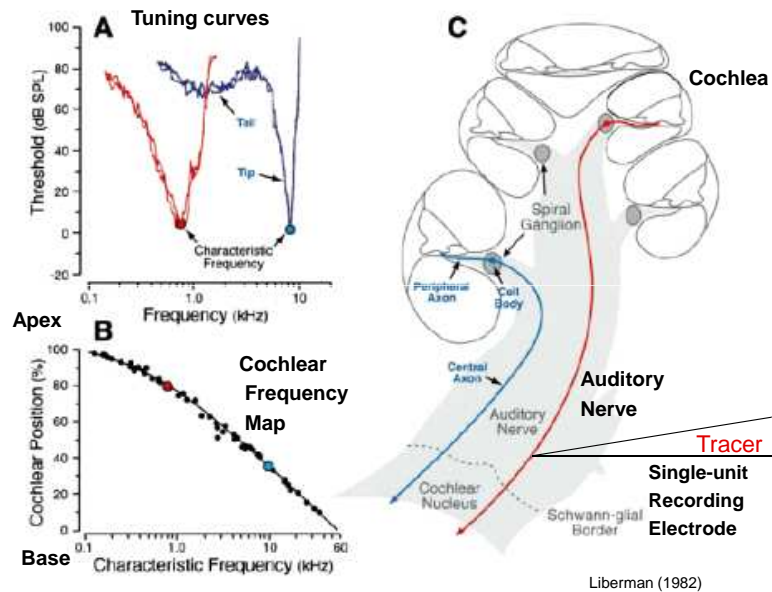 Tuning curves
A
Threshold (dB SPL)
100
80
60
40
20
0
-20
Tail
Tip
Characteristic
Frequency
0.1
1.0
10
Frequency (kHz)
Apex
B
Cochlear
Frequency
Map
Cochlear Position (%)
100
80
60
40
20
0
Base
0.1
1.0
10
60
Characteristic Frequency (kHz)
C
Cochlea
Spiral
Ganglion
Peripheral
Axon
Cell
Body
Central
Axon
Auditory
Nerve
Auditory
Nerve
Cochlear
Nucleus
Schwann-glial
Border
Tracer
Single-unit
Recording
Electrode
Liberman (1982)